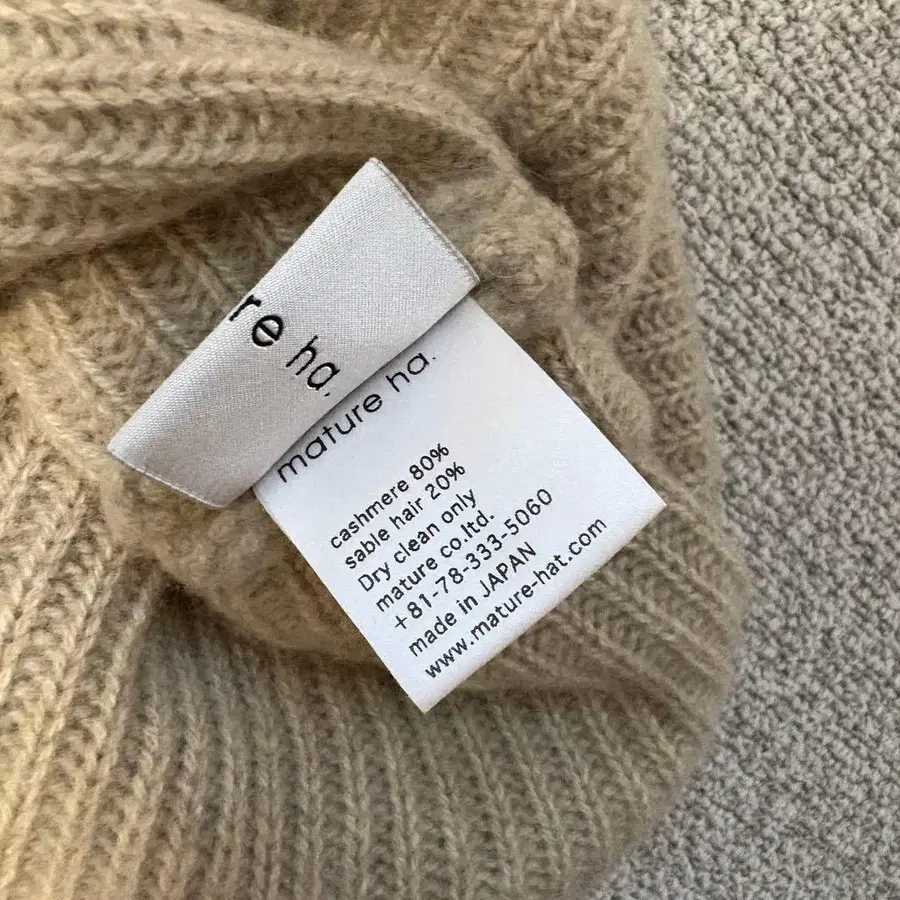 re ha.
mature ha.
cashmere 80%
sable hair 20%
Dry clean only
mature co.ltd.
+81-78-333-5060
made in JAPAN
www.mature-hat.com